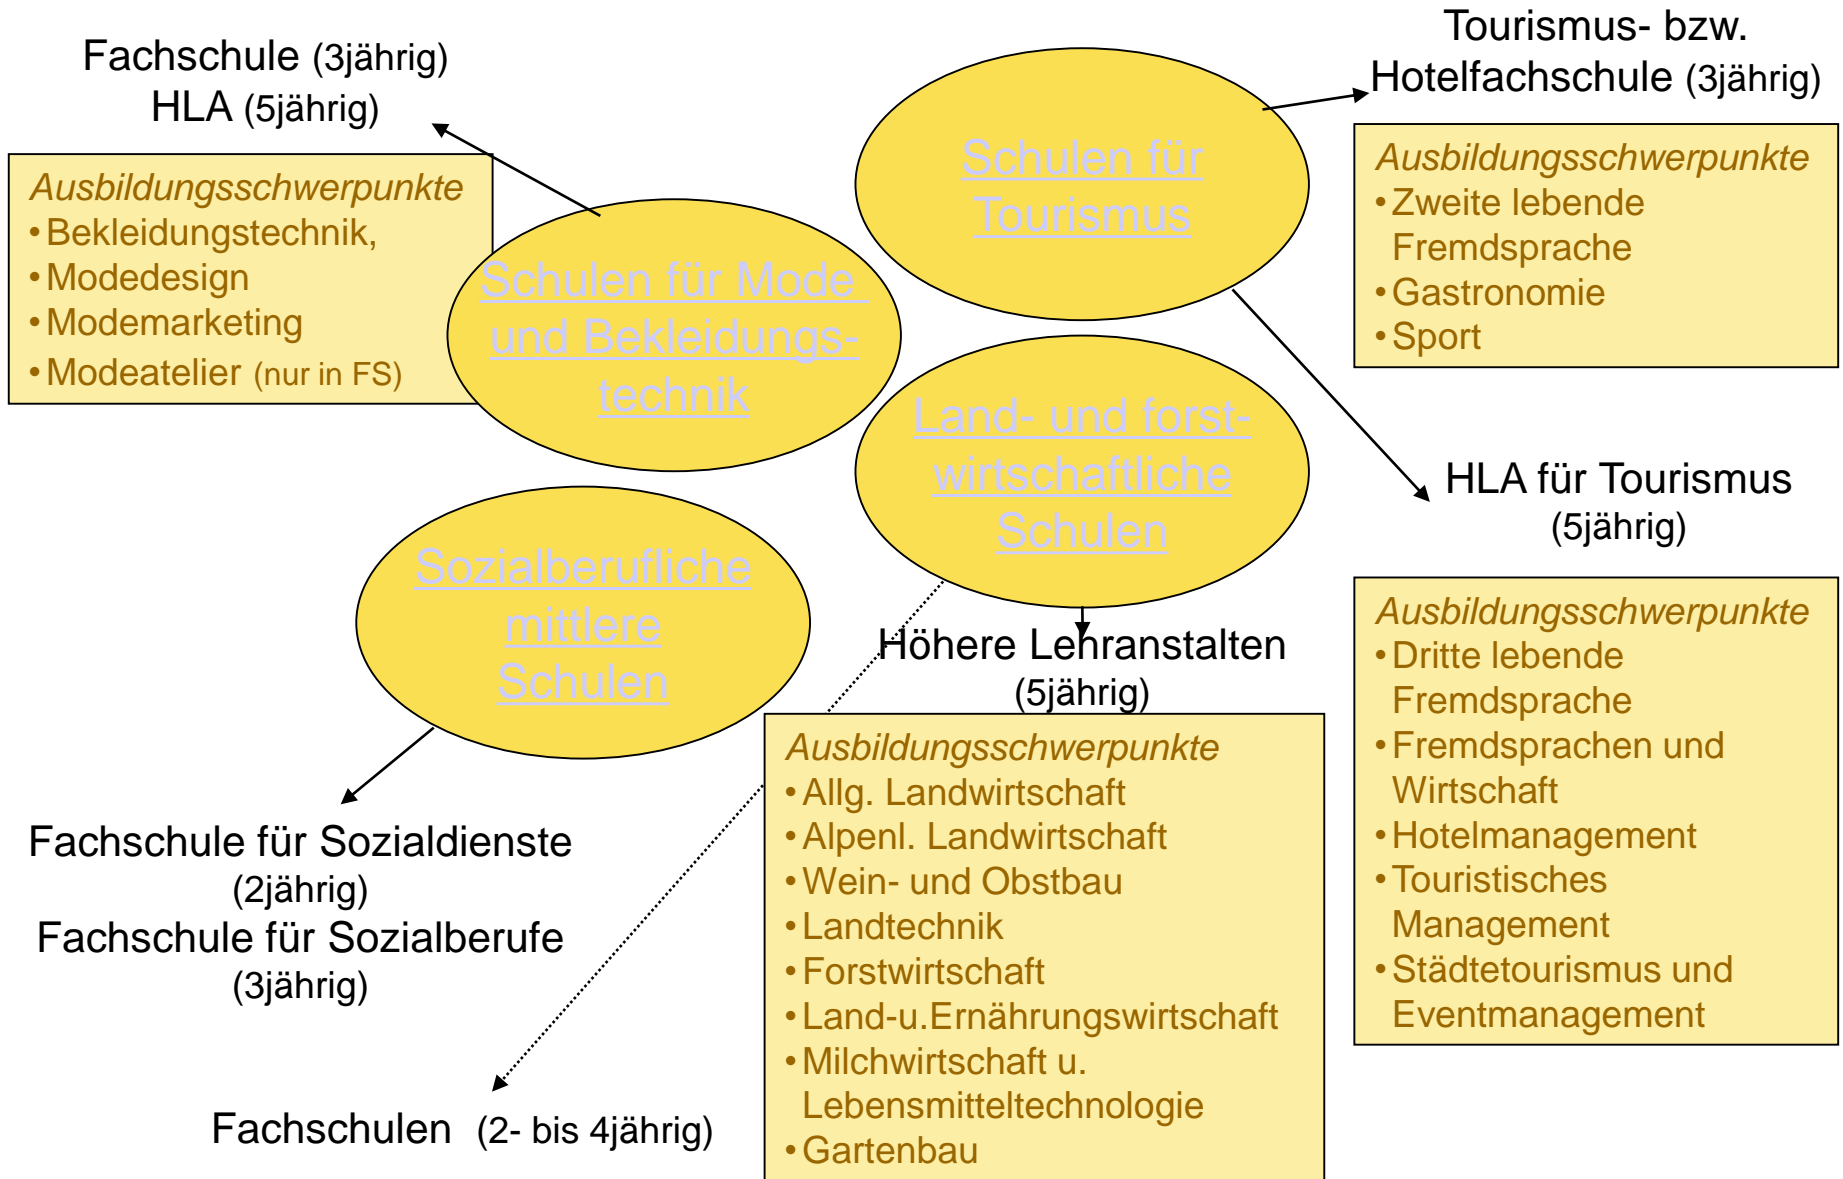 Fachschule (3jährig)
HLA (5jährig)
Ausbildungsschwerpunkte
•Bekleidungstechnik,
•Modedesign
•Modemarketing
•Modeatelier (nur in FS)
Schulen für Mode
und Bekleidungs-
technik
Schulen für
Tourismus
Tourismus- bzw.
Hotelfachschule (3jährig)
Ausbildungsschwerpunkte
•Zweite lebende
Fremdsprache
•Gastronomie
•Sport
Land- und forst-
wirtschaftliche
Schulen
HLA für Tourismus
(5jährig)
Ausbildungsschwerpunkte
•Dritte lebende
Fremdsprache
•Fremdsprachen und
Wirtschaft
•Hotelmanagement
•Touristisches
Management
•Städtetourismus und
Eventmanagement
Sozialberufliche
mittlere
Schulen
Höhere Lehranstalten
(5jährig)
Ausbildungsschwerpunkte
•Allg. Landwirtschaft
•Alpenl. Landwirtschaft
•Wein- und Obstbau
•Landtechnik
•Forstwirtschaft
•Land-u.Ernährungswirtschaft
•Milchwirtschaft u.
Lebensmitteltechnologie
•Gartenbau
Fachschule für Sozialdienste
(2jährig)
Fachschule für Sozialberufe
(3jährig)
Fachschulen (2- bis 4jährig)